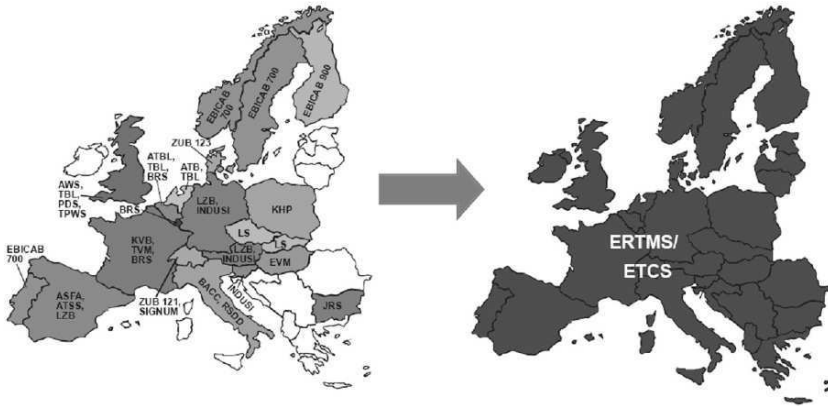 EBICAB
700
EBICAB 700
EBICAB 900
ZUB 123
ATBL,
TBL,
BRS
ATB,
TBL
AWS,
TBL,
PDS,
TPWS
BRS
LZB,
INDUSI
KHP
KVB,
TVM,
BRS
LS
LS
LZB,
INDUSI
EVM
EBICAB
700
ASFA,
ATSS,
LZB
ZUB 121,
SIGNUM
BACC, RSDD
INDUSI
JRS
ERTMS/
ETCS